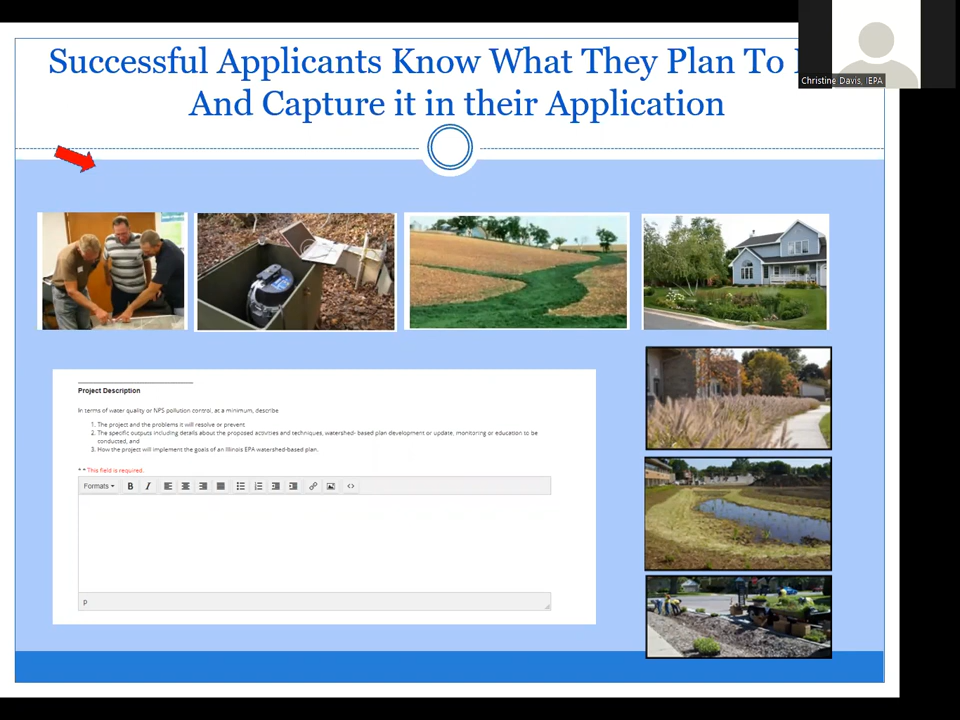 Successful Applicants Know What They Plan To
And Capture it in their Application
Christine Davis, IEPA
Project Description
In terms of water quality or NPS pollution control, at a minimum, describe
1. The project and the problems it will resolve or prevent
2. The specific outputs including details about the proposed activities and techniques, watershed- based plan development or update, monitoring or education to be
conducted, and
3. How the project will implement the goals of an Illinois EPA watershed-based plan.
* * This field is required.
Formats B I
p